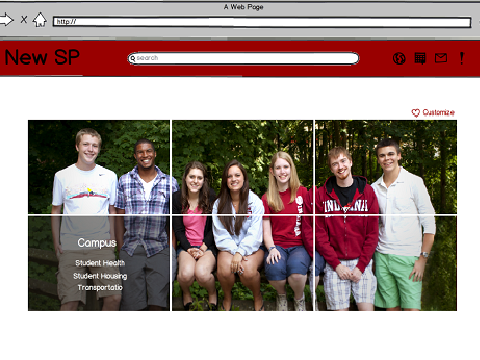 A Web Page
http://
New SP
search
Customize
INDIANA
Campus
Student Health
Student Housing
Transportatio